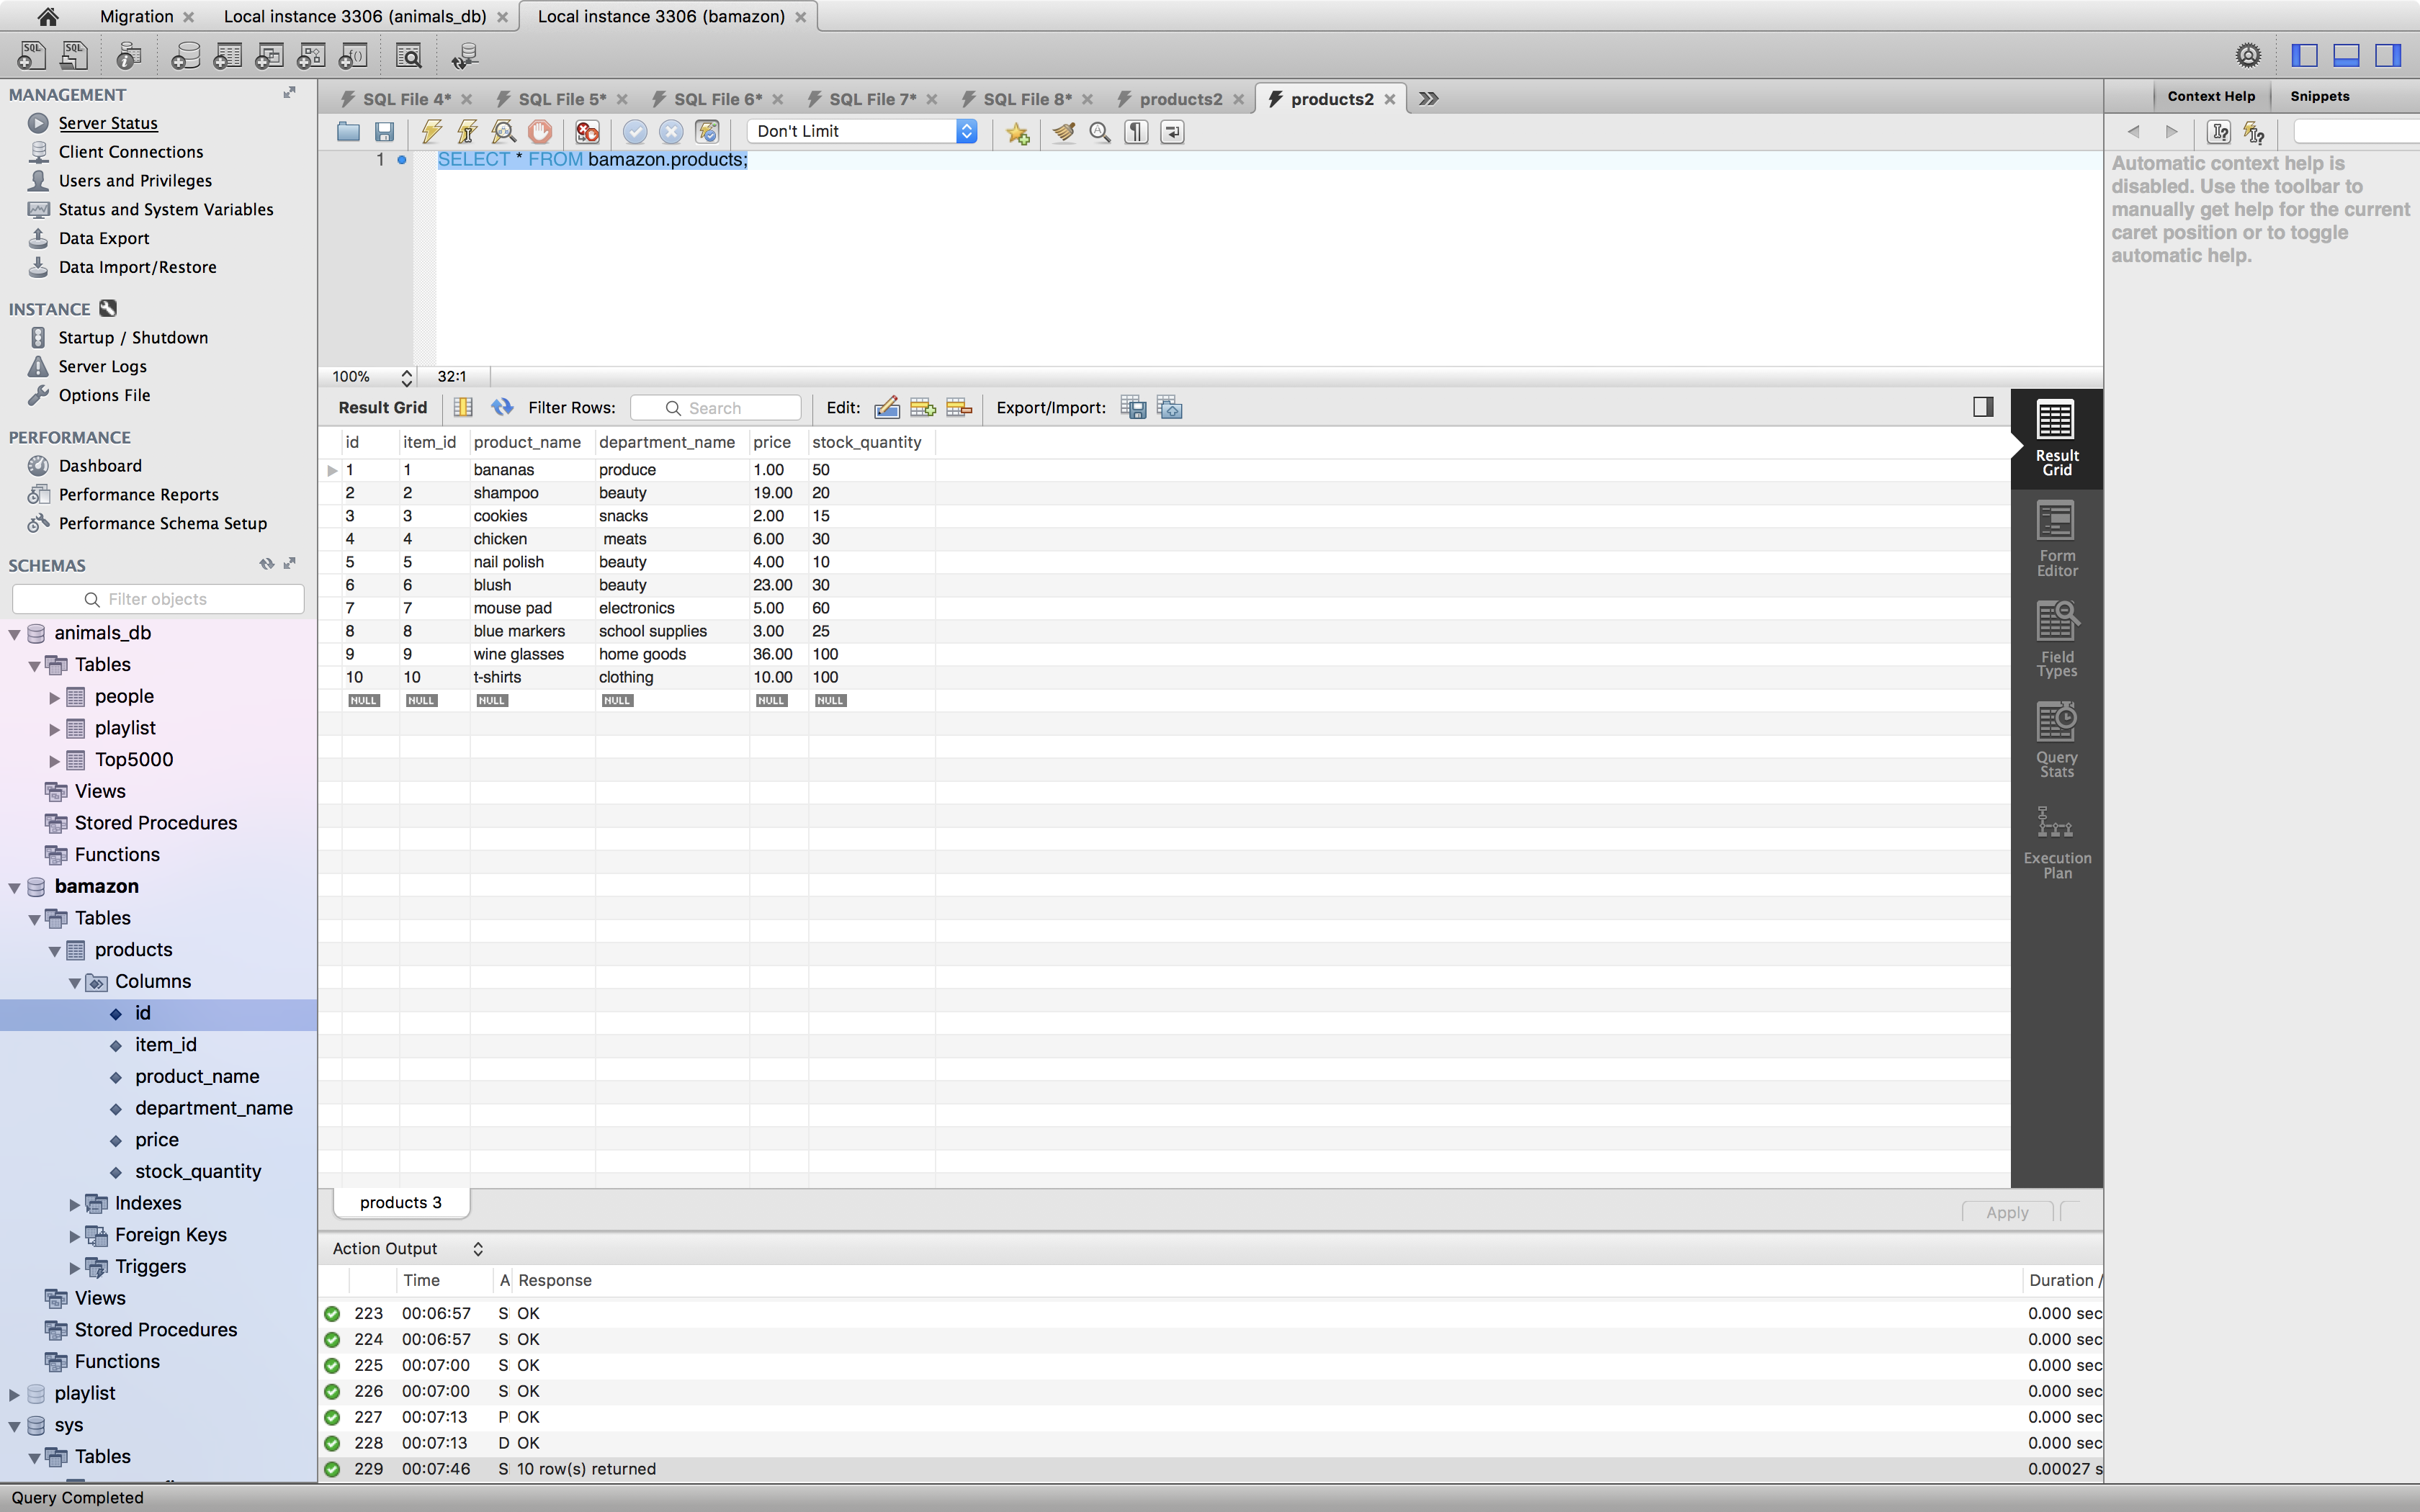 Migration
Local instance 3306 (animals_db)
Local instance 3306 (bamazon)
MANAGEMENT
Server Status
Client Connections
Users and Privileges
Status and System Variables
Data Export
Data Import/Restore
INSTANCE
Startup / Shutdown
Server Logs
Options File
PERFORMANCE
Dashboard
Performance Reports
Performance Schema Setup
SCHEMAS
Filter objects
animals_db
Tables
people
playlist
Top5000
Views
Stored Procedures
Functions
bamazon
Tables
products
Columns
id
item_id
product_name
department_name
price
stock_quantity
Indexes
Foreign Keys
Triggers
Views
Stored Procedures
Functions
playlist
sys
Tables
SQL File 4* SQL File 5* SQL File 6* SQL File 7* SQL File 8* products2 products2
Don't Limit
1 SELECT * FROM bamazon.products;
100% 32:1
Result Grid Filter Rows: Search Edit: Export/Import:
id item_id product_name department_name price stock_quantity
1 1 bananas produce 1.00 50
2 2 shampoo beauty 19.00 20
3 3 cookies snacks 2.00 15
4 4 chicken meats 6.00 30
5 5 nail polish beauty 4.00 10
6 6 blush beauty 23.00 30
7 7 mouse pad electronics 5.00 60
8 8 blue markers school supplies 3.00 25
9 9 wine glasses home goods 36.00 100
10 10 t-shirts clothing 10.00 100
NULL NULL NULL NULL NULL NULL
Result
Grid
Form
Editor
Field
Types
Query
Stats
Execution
Plan
products 3
Apply
Action Output
Time A Response Duration /
223 00:06:57 S OK 0.000 sec
224 00:06:57 S OK 0.000 sec
225 00:07:00 S OK 0.000 sec
226 00:07:00 S OK 0.000 sec
227 00:07:13 P OK 0.000 sec
228 00:07:13 D OK 0.000 sec
229 00:07:46 S 10 row(s) returned 0.00027 s
Context Help Snippets
Automatic context help is
disabled. Use the toolbar to
manually get help for the current
caret position or to toggle
automatic help.
Query Completed